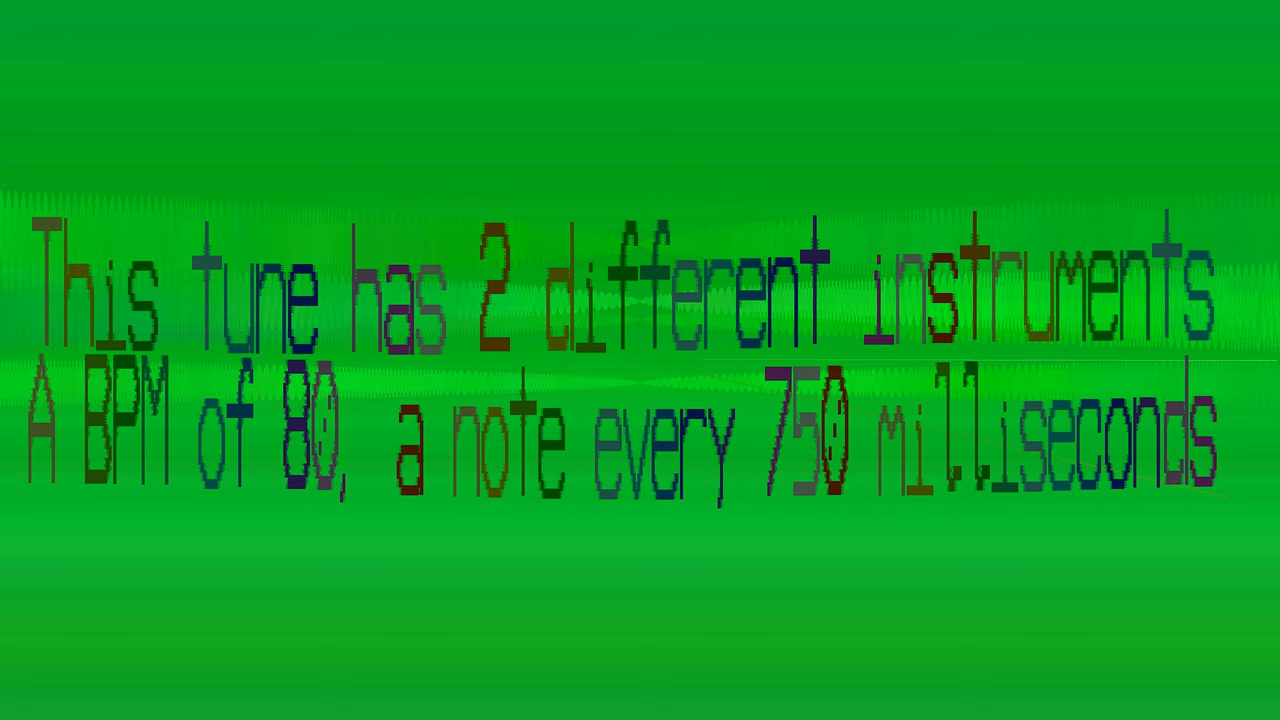 This tune has 2 different instruments
A BPM of 80, a note every 750 milliseconds